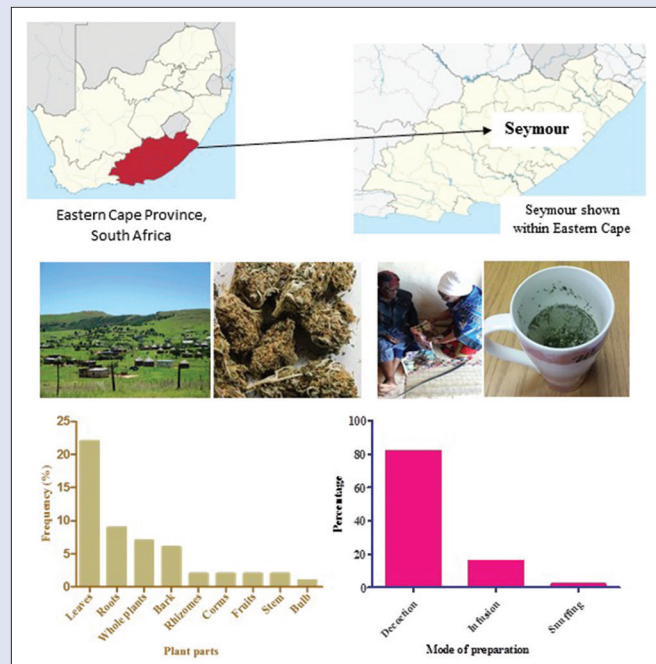 Seymour
Eastern Cape Province,
South Africa
Seymour shown
within Eastern Cape
Frequency (%)
25
20
15
10
5
0
Leaves
Roots
Whole plants
Bark
Rhizomes
Corms
Fruits
Stem
Bulb
Plant parts
Percentage
100
80
60
40
20
0
Decoction
Infusion
Snuffing
Mode of preparation